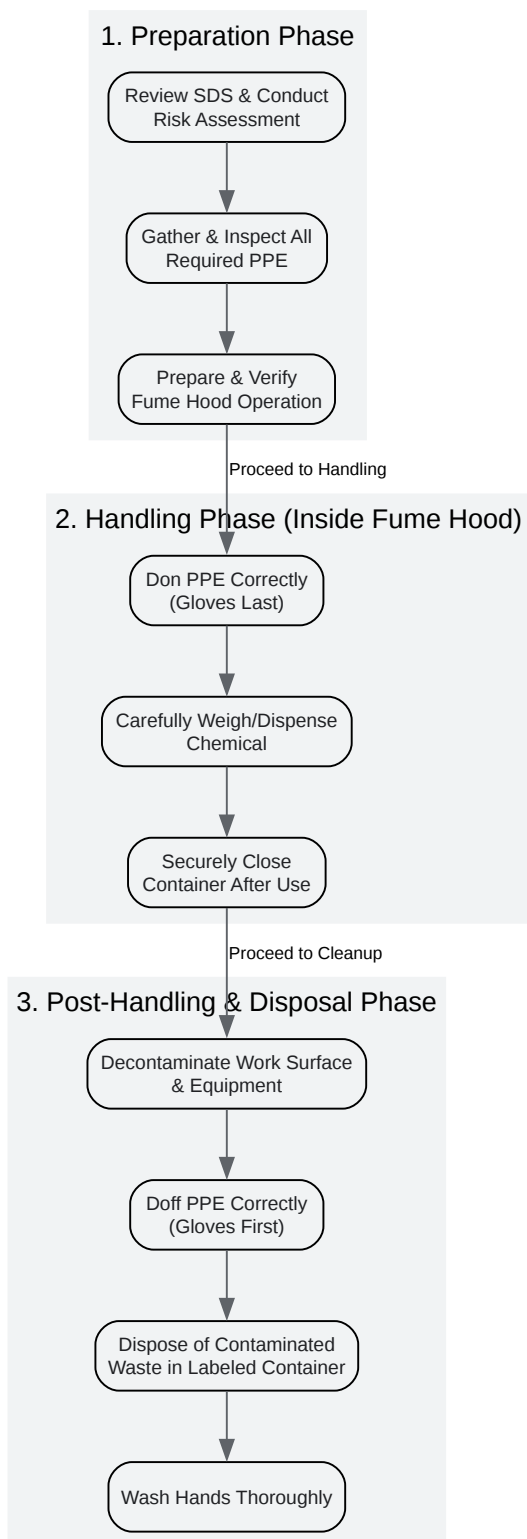 1. Preparation Phase
Review SDS & Conduct
Risk Assessment
Gather & Inspect All
Required PPE
Prepare & Verify
Fume Hood Operation
Proceed to Handling
2. Handling Phase (Inside Fume Hood)
Don PPE Correctly
(Gloves Last)
Carefully Weigh/Dispense
Chemical
Securely Close
Container After Use
Proceed to Cleanup
3. Post-Handling & Disposal Phase
Decontaminate Work Surface
& Equipment
Doff PPE Correctly
(Gloves First)
Dispose of Contaminated
Waste in Labeled Container
Wash Hands Thoroughly